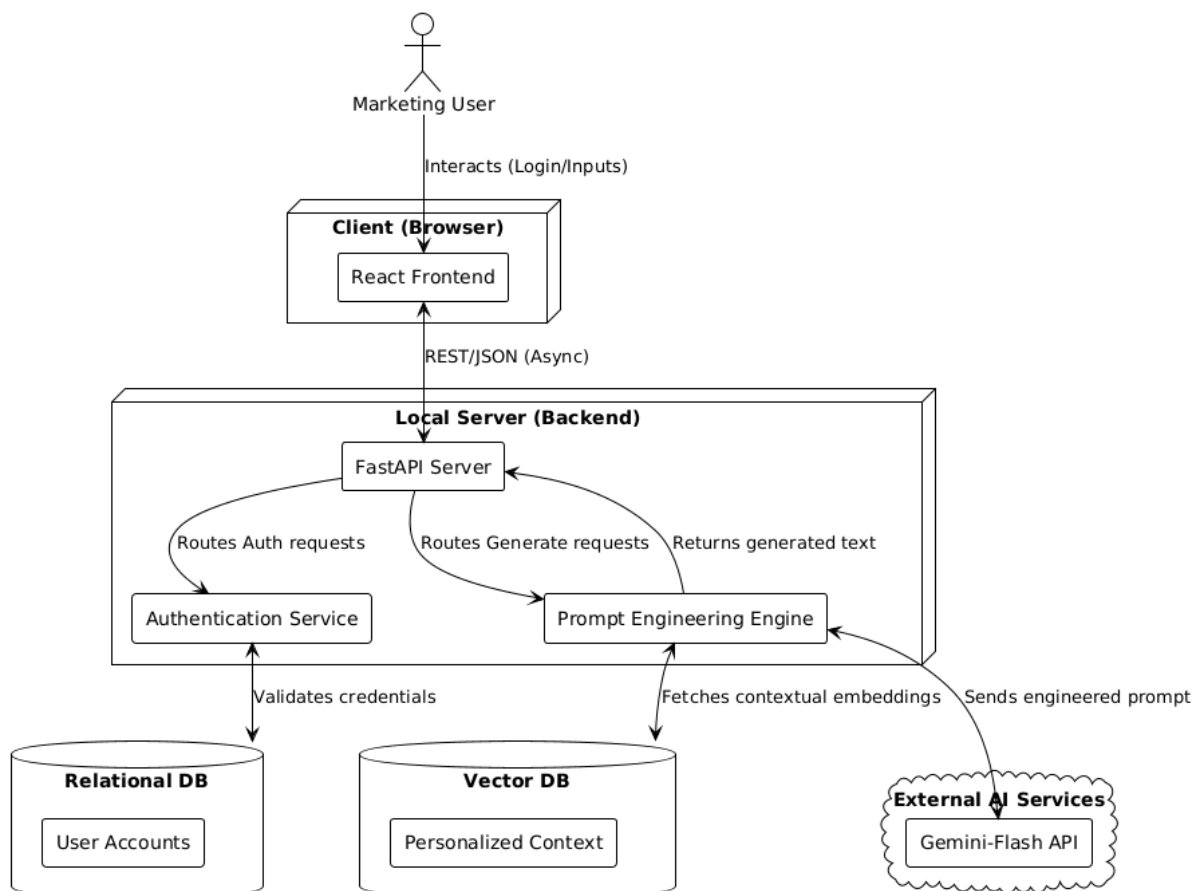 Marketing User
Interacts (Login/Inputs)
Client (Browser)
React Frontend
REST/JSON (Async)
Local Server (Backend)
FastAPI Server
Routes Auth requests
Routes Generate requests
Returns generated text
Authentication Service
Prompt Engineering Engine
Validates credentials
Fetches contextual embeddings
Sends engineered prompt
Relational DB
Vector DB
External AI Services
User Accounts
Personalized Context
Gemini-Flash API